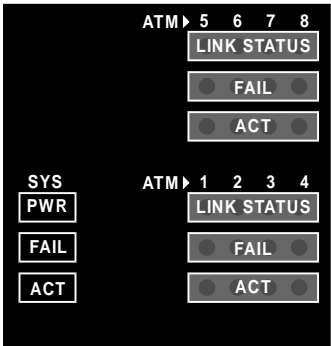 ATM 5 6 7 8
LINK STATUS
FAIL
ACT
SYS ATM 1 2 3 4
PWR LINK STATUS
FAIL FAIL
ACT ACT